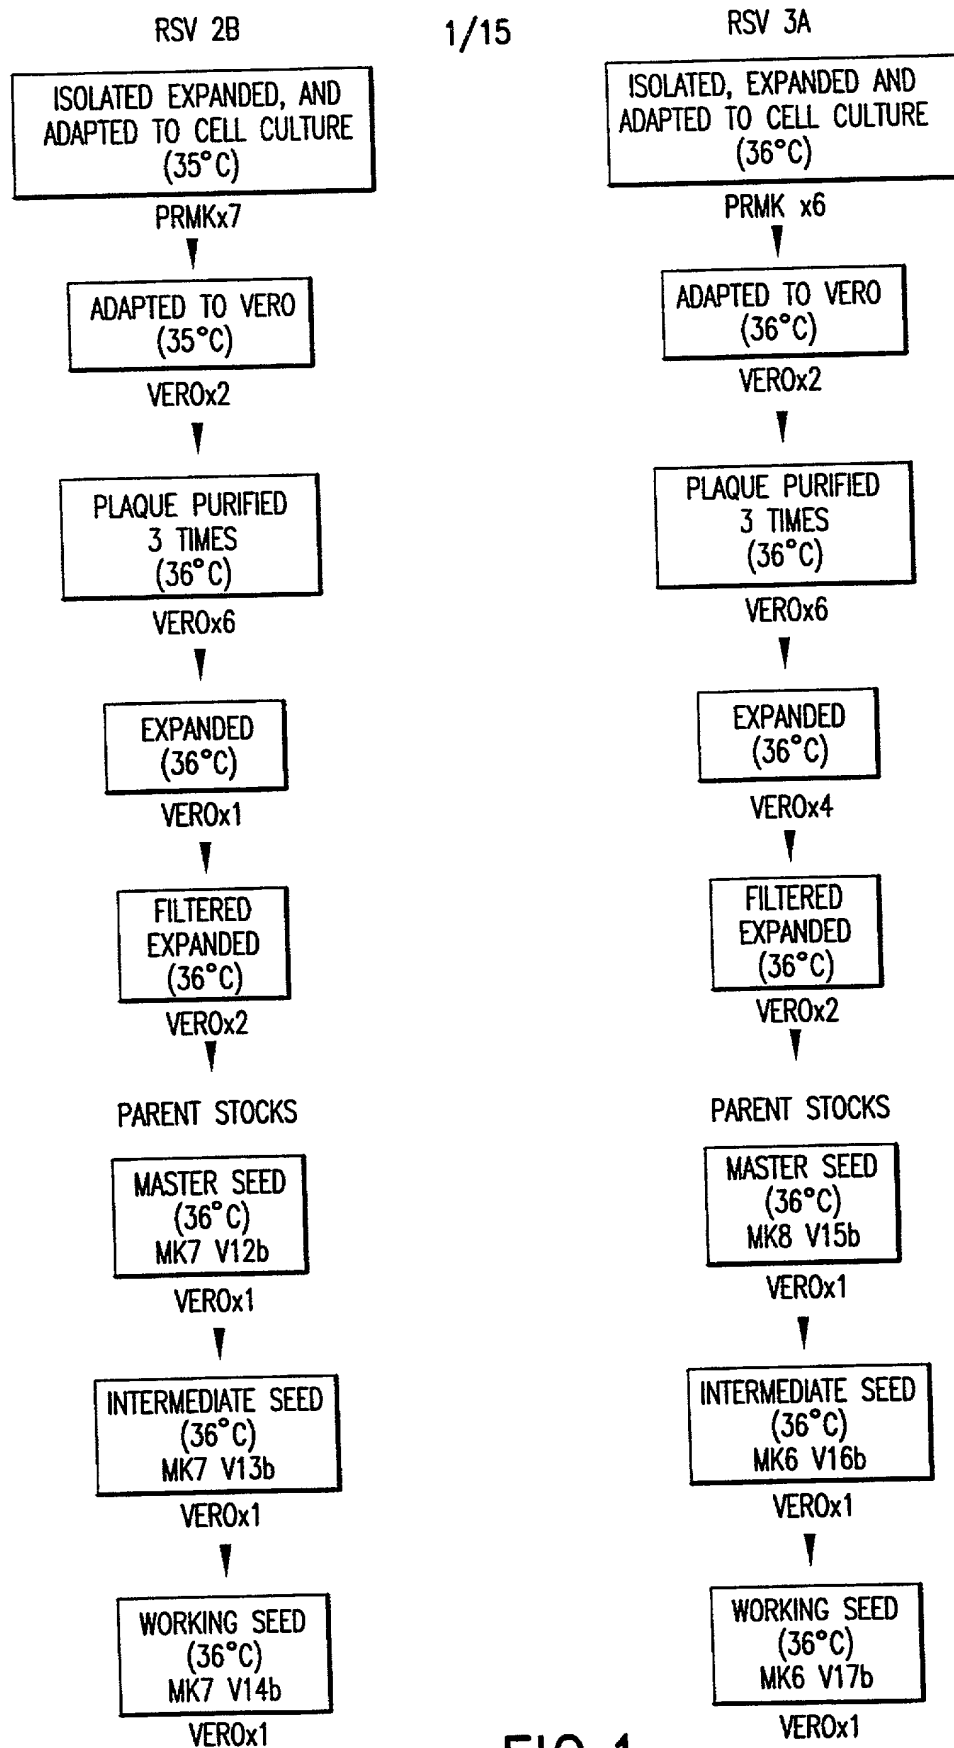 1/15
RSV 2B
ISOLATED EXPANDED, AND
ADAPTED TO CELL CULTURE
(35°C)
PRMKx7
ADAPTED TO VERO
(35°C)
VEROx2
PLAQUE PURIFIED
3 TIMES
(36°C)
VEROx6
EXPANDED
(36°C)
VEROx1
FILTERED
EXPANDED
(36°C)
VEROx2
PARENT STOCKS
MASTER SEED
(36°C)
MK7 V12b
VEROx1
INTERMEDIATE SEED
(36°C)
MK7 V13b
VEROx1
WORKING SEED
(36°C)
MK7 V14b
VEROx1
RSV 3A
ISOLATED, EXPANDED AND
ADAPTED TO CELL CULTURE
(36°C)
PRMK x6
ADAPTED TO VERO
(36°C)
VEROx2
PLAQUE PURIFIED
3 TIMES
(36°C)
VEROx6
EXPANDED
(36°C)
VEROx4
FILTERED
EXPANDED
(36°C)
VEROx2
PARENT STOCKS
MASTER SEED
(36°C)
MK8 V15b
VEROx1
INTERMEDIATE SEED
(36°C)
MK6 V16b
VEROx1
WORKING SEED
(36°C)
MK6 V17b
VEROx1
FIG. 1